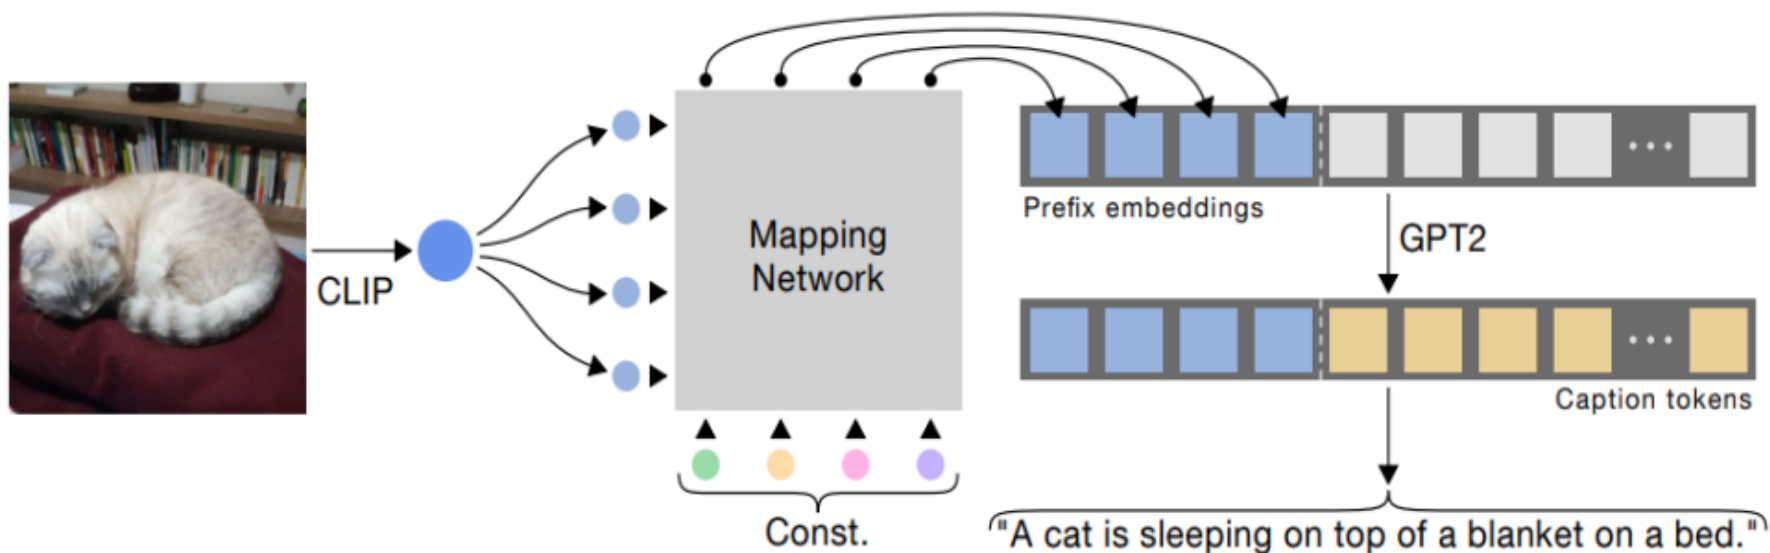 CLIP
Mapping
Network
Const.
Prefix embeddings
GPT2
Caption tokens
"A cat is sleeping on top of a blanket on a bed."